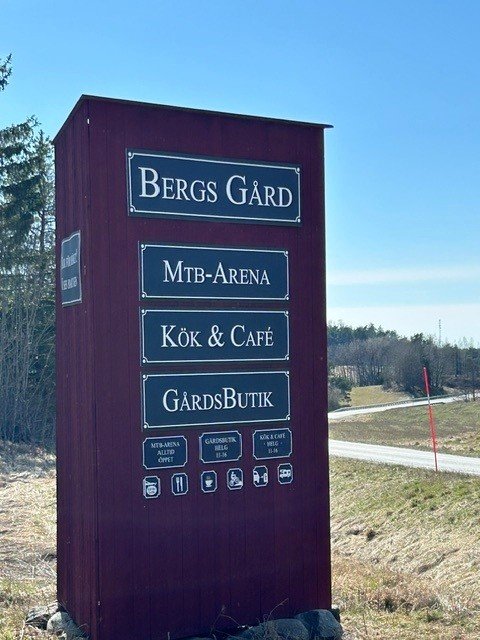 BERGS GÅRD
MTB-ARENA
KÖK & CAFÉ
GÅRDSBUTIK
MTB-ARENA
ALLTID
ÖPPET
GÅRDSBUTIK
HELG
11-16
KÖK & CAFÉ
- HELG -
11-16